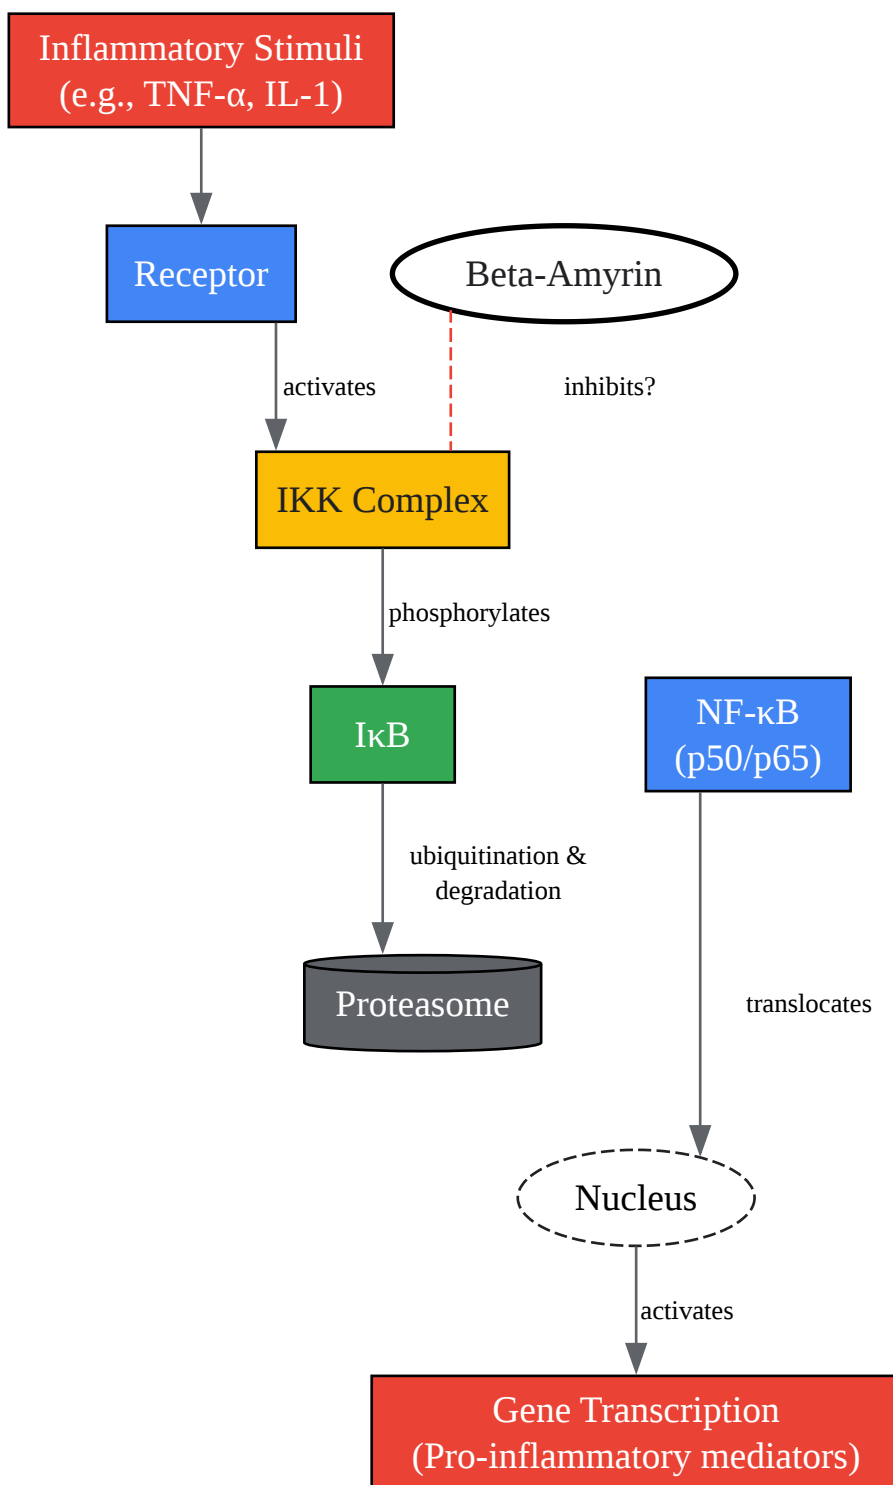 Inflammatory Stimuli
(e.g., TNF-α, IL-1)
Receptor
Beta-Amyrin
activates
inhibits?
IKK Complex
phosphorylates
IκB
NF-κB
(p50/p65)
ubiquitination &
degradation
Proteasome
translocates
Nucleus
activates
Gene Transcription
(Pro-inflammatory mediators)